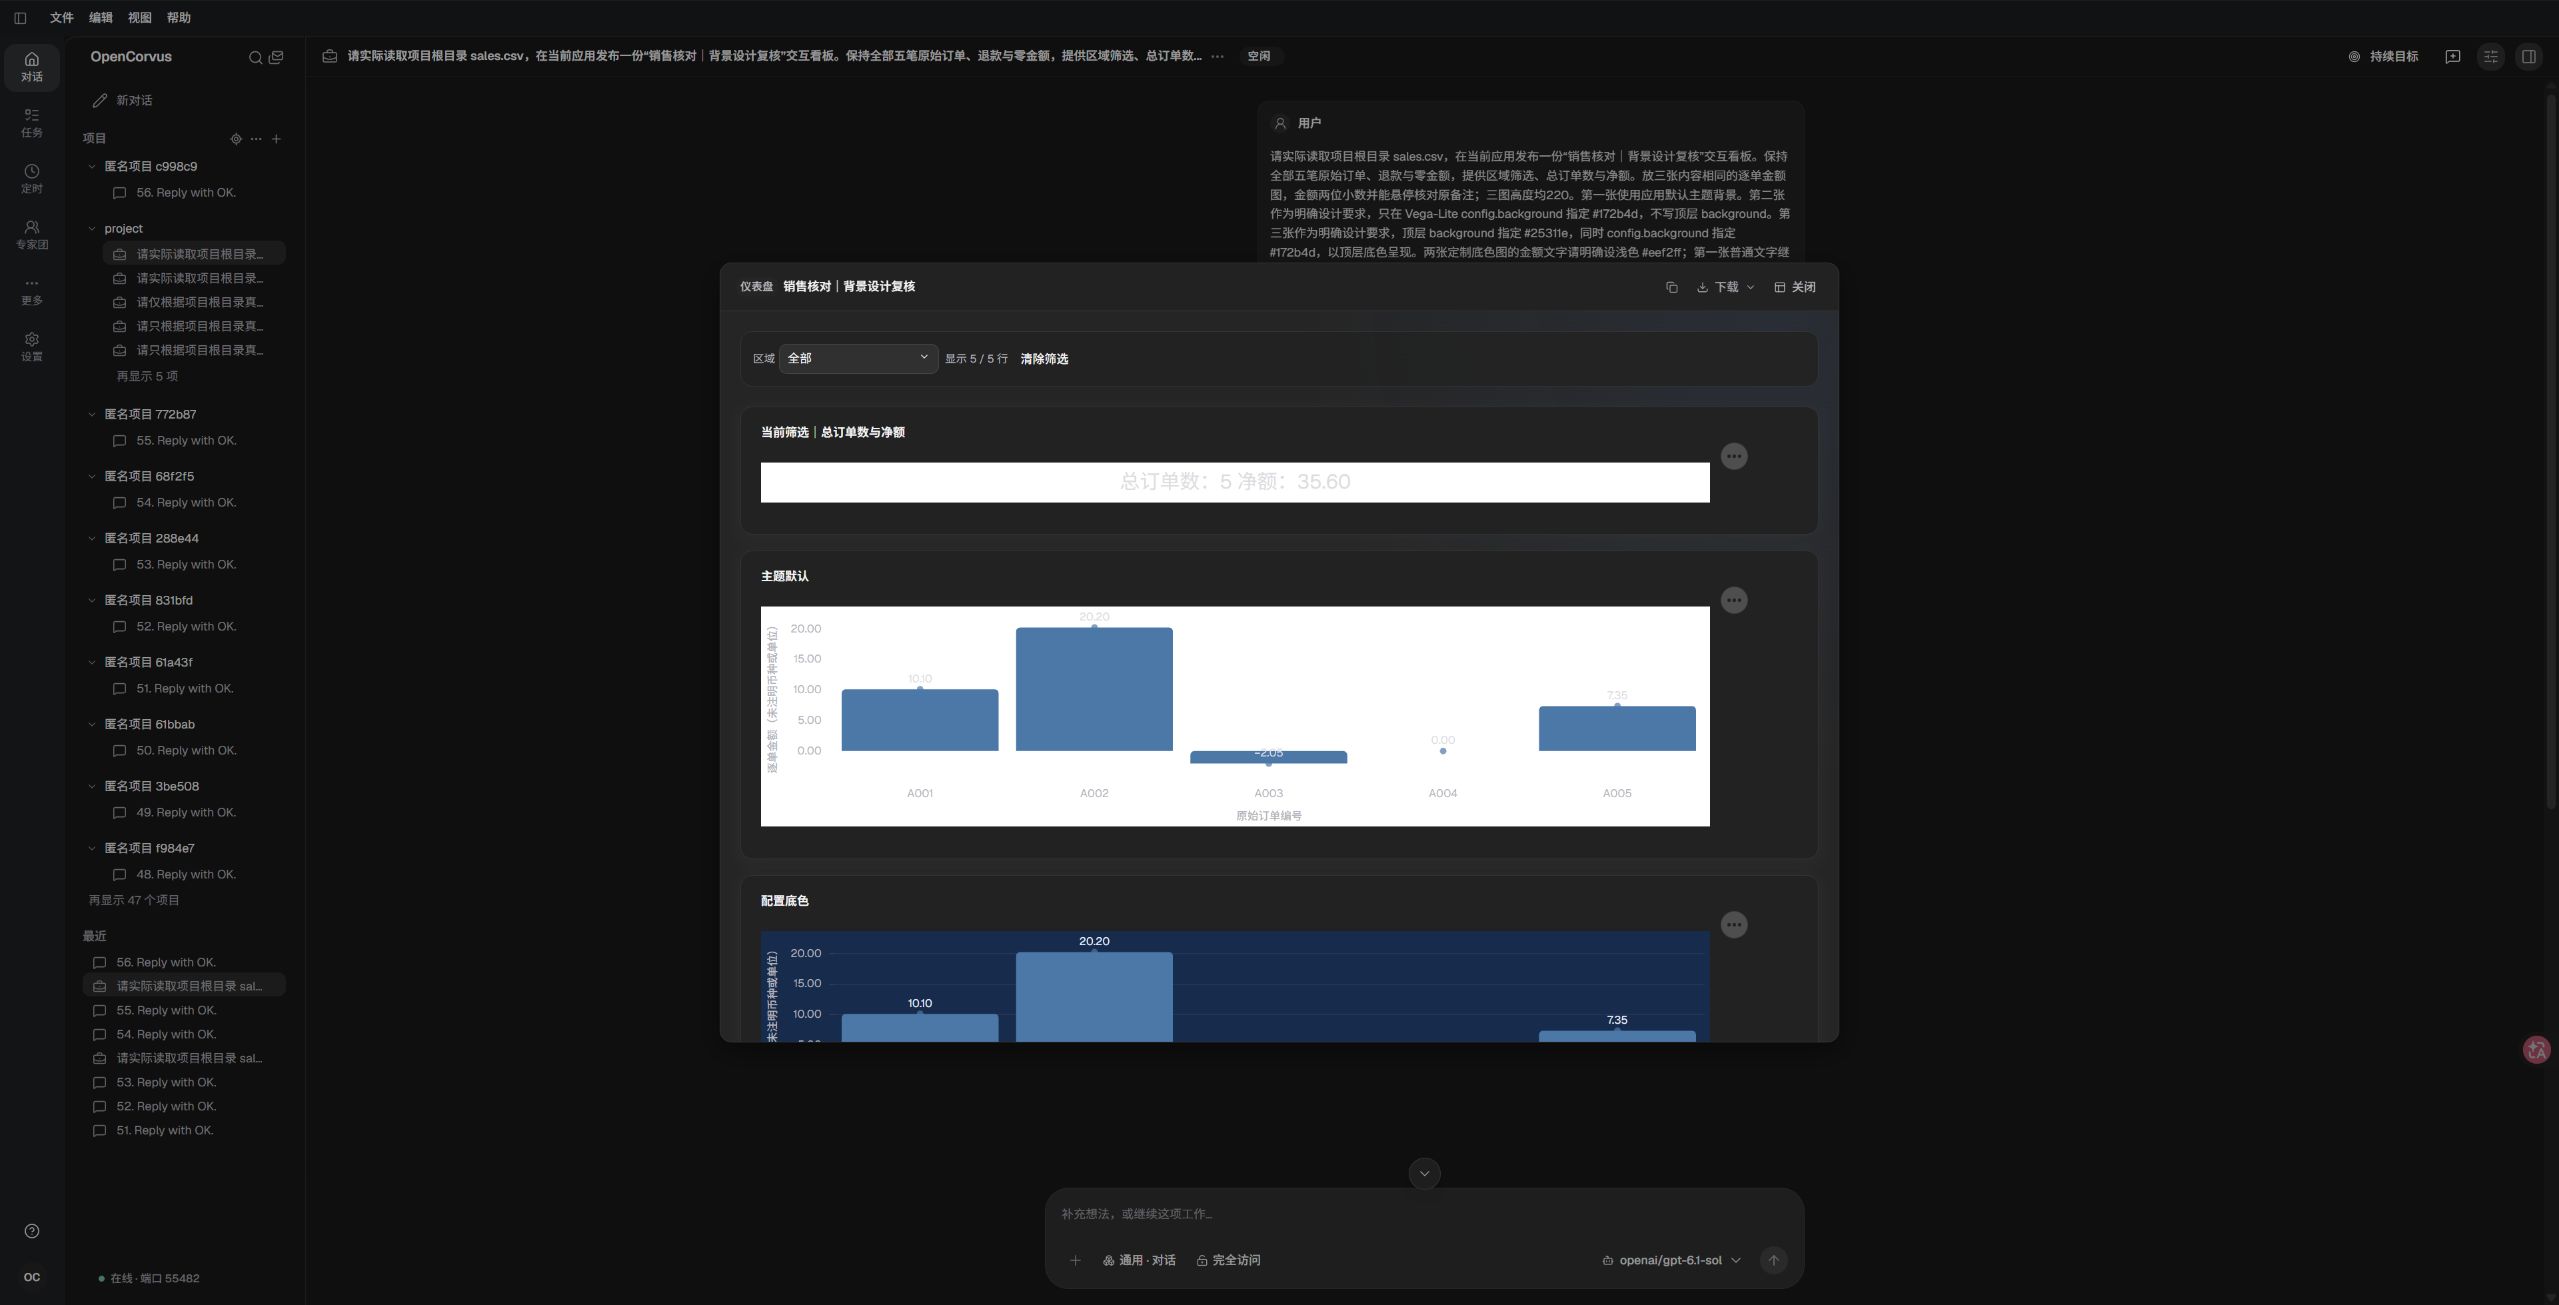 文件 编辑 视图 帮助
对话
任务
定时
专家团
更多
设置
OC
OpenCorvus
新对话
项目
匿名项目 c998c9
56. Reply with OK.
project
请实际读取项目根目录...
请实际读取项目根目录...
请仅根据项目根目录真...
请只根据项目根目录真...
请只根据项目根目录真...
再显示 5 项
匿名项目 772b87
55. Reply with OK.
匿名项目 68f2f5
54. Reply with OK.
匿名项目 288e44
53. Reply with OK.
匿名项目 831bfd
52. Reply with OK.
匿名项目 61a43f
51. Reply with OK.
匿名项目 61bbab
50. Reply with OK.
匿名项目 3be508
49. Reply with OK.
匿名项目 f984e7
48. Reply with OK.
再显示 47 个项目
最近
56. Reply with OK.
请实际读取项目根目录 sal...
55. Reply with OK.
54. Reply with OK.
请实际读取项目根目录 sal...
53. Reply with OK.
52. Reply with OK.
51. Reply with OK.
在线 · 端口 55482
请实际读取项目根目录 sales.csv，在当前应用发布一份“销售核对｜背景设计复核”交互看板。保持全部五笔原始订单、退款与零金额，提供区域筛选、总订单数... ··· 空闲
持续目标
用户
请实际读取项目根目录 sales.csv，在当前应用发布一份“销售核对｜背景设计复核”交互看板。保持
全部五笔原始订单、退款与零金额，提供区域筛选、总订单数与净额。放三张内容相同的逐单金额
图，金额两位小数并能悬停核对原备注；三图高度均220。第一张使用应用默认主题背景。第二张
作为明确设计要求，只在 Vega-Lite config.background 指定 #172b4d，不写顶层 background。第
三张作为明确设计要求，顶层 background 指定 #25311e，同时 config.background 指定
#172b4d，以顶层底色呈现。两张定制底色图的金额文字请明确设浅色 #eef2ff；第一张普通文字继
仪表盘 销售核对｜背景设计复核
下载
关闭
区域 全部 显示 5 / 5 行 清除筛选
当前筛选｜总订单数与净额
总订单数：5 净额：35.60
主题默认
逐单金额（未注明币种或单位）
20.00
15.00
10.00
5.00
0.00
10.10
20.20
−2.05
0.00
7.35
A001 A002 A003 A004 A005
原始订单编号
配置底色
未注明币种或单位）
20.00
15.00
10.00
10.10
20.20
7.35
补充想法，或继续这项工作...
通用 · 对话 完全访问
openai/gpt-6.1-sol